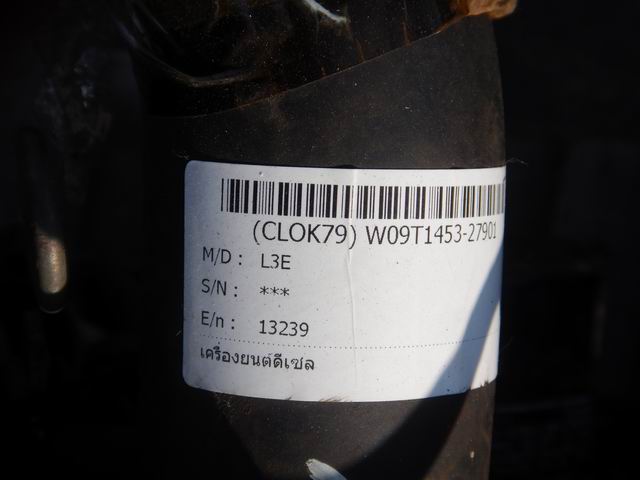 (CLOK79) W09T1453-27901
M/D : L3E
S/N : ***
E/n : 13239
เครื่องยนต์ดีเซล